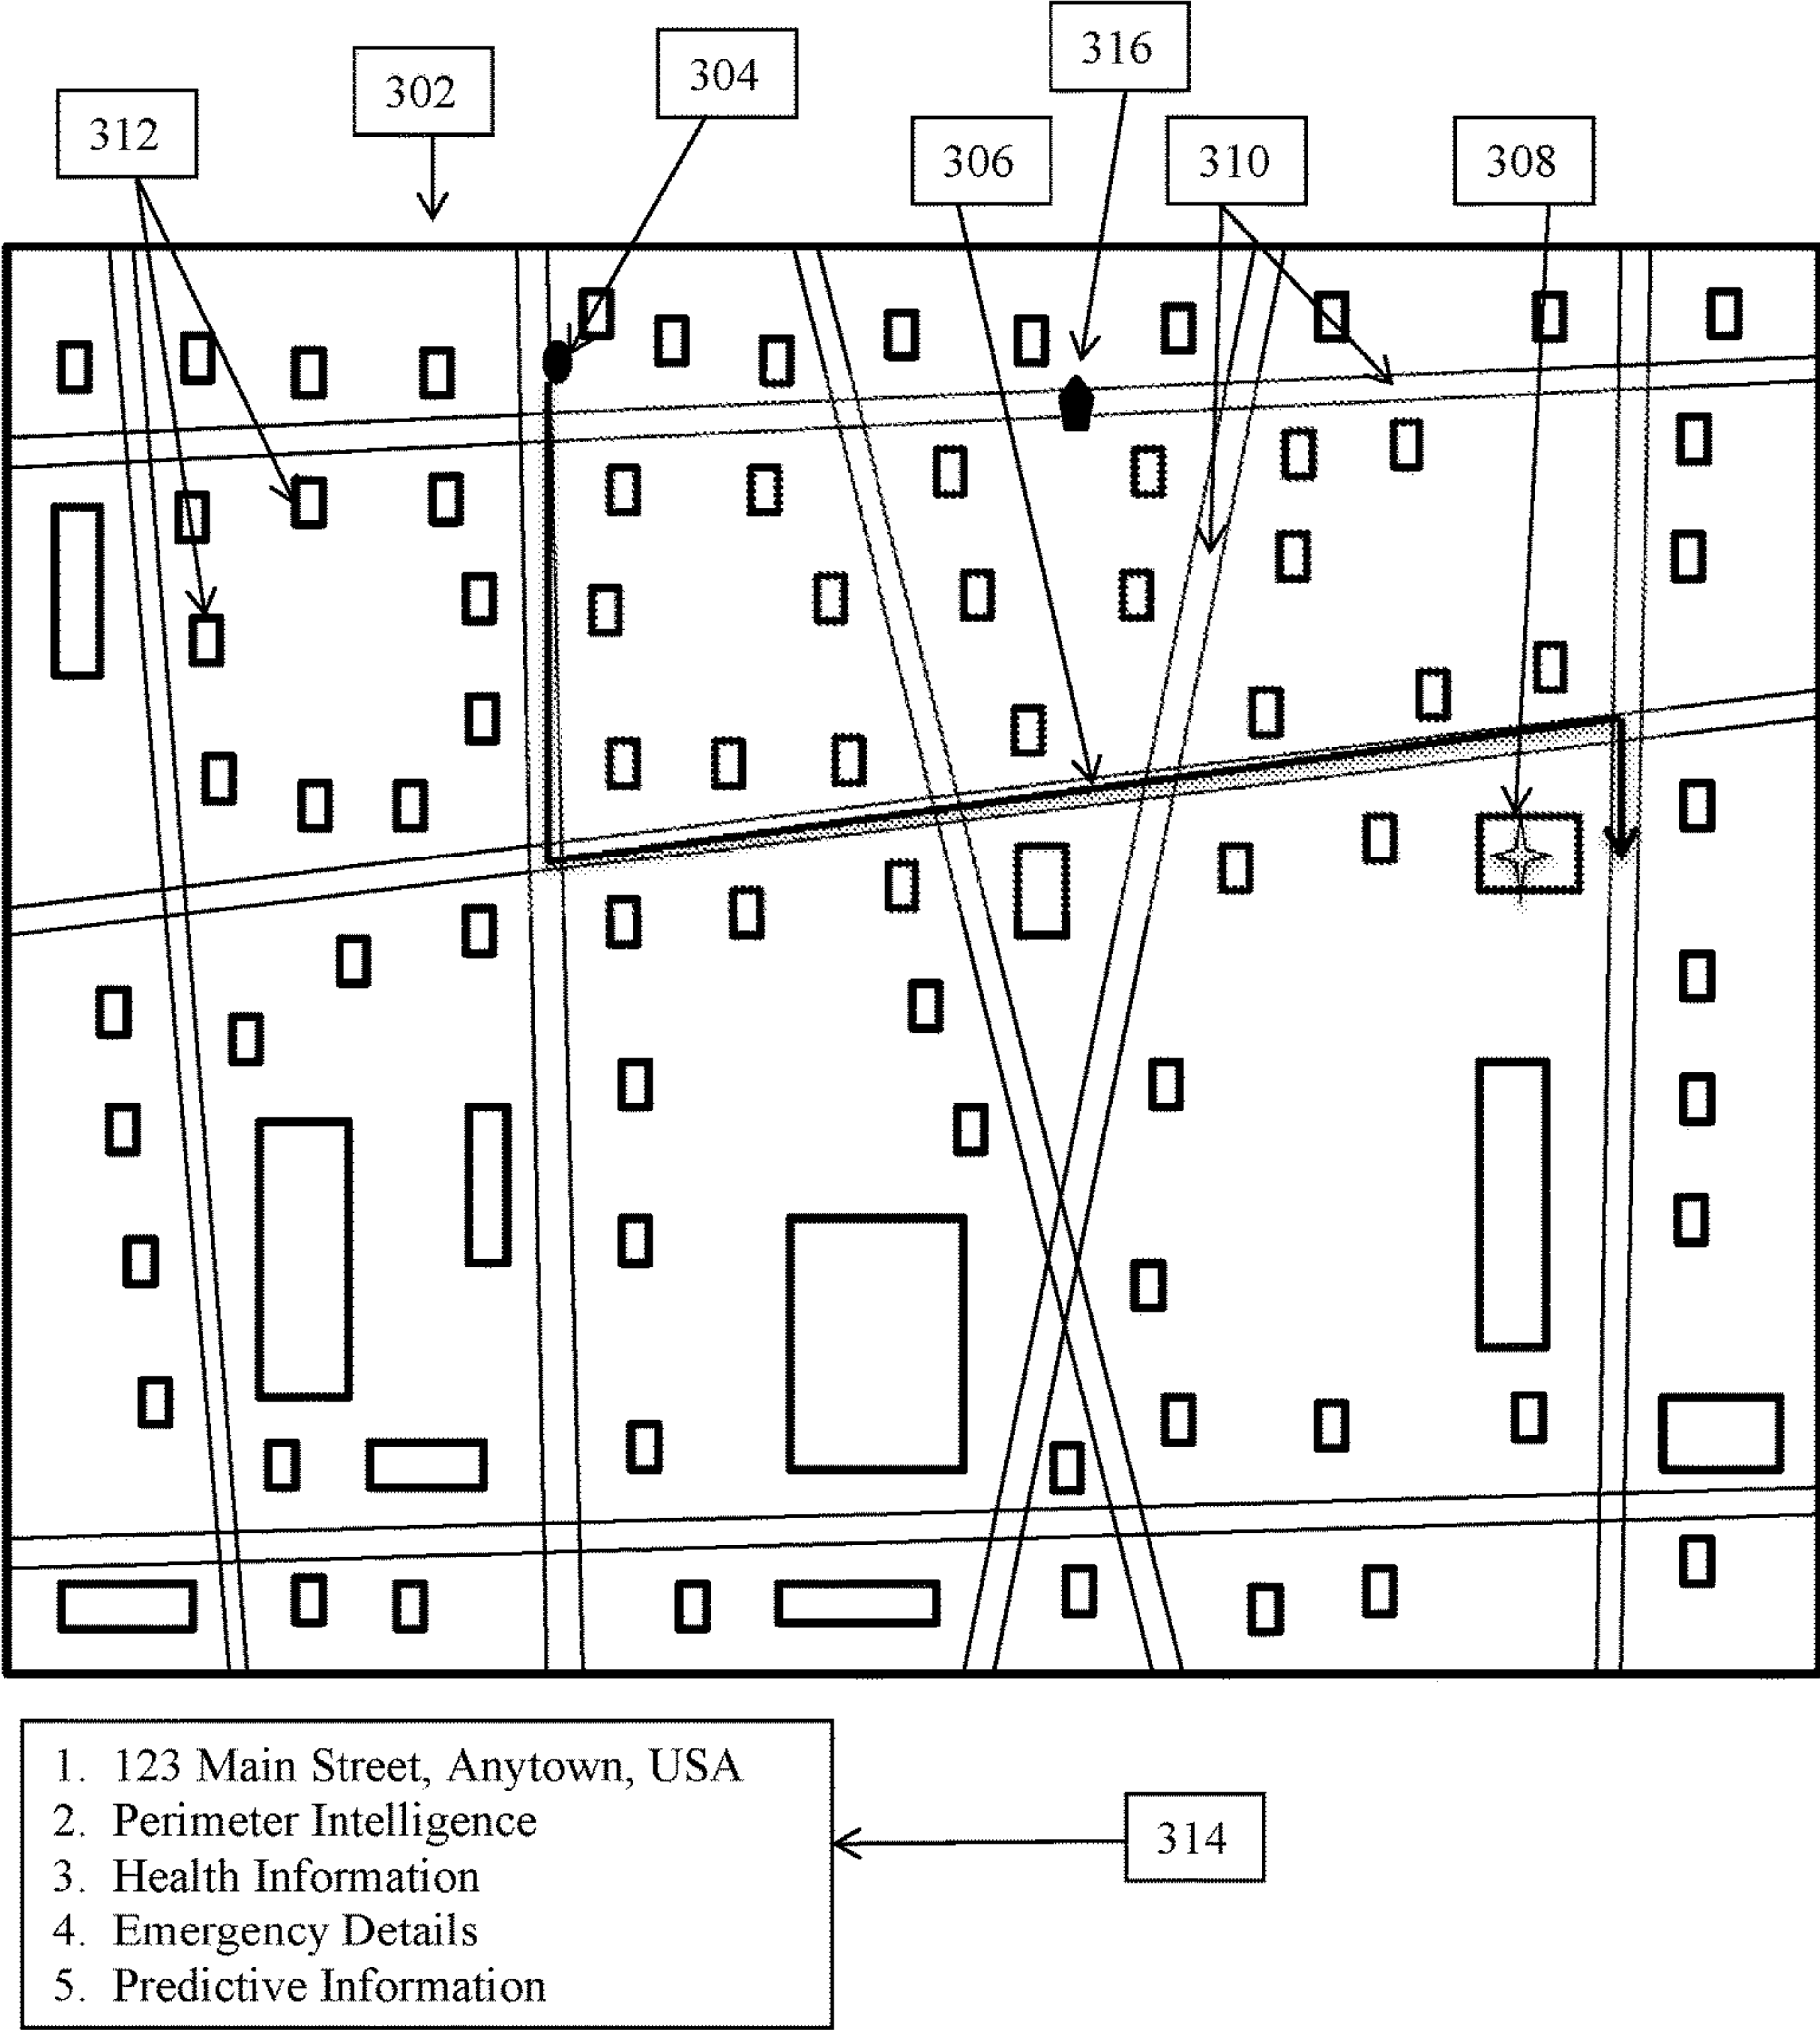 316
304
302
312
306
310
308
1. 123 Main Street, Anytown, USA
2. Perimeter Intelligence
3. Health Information
4. Emergency Details
5. Predictive Information
314